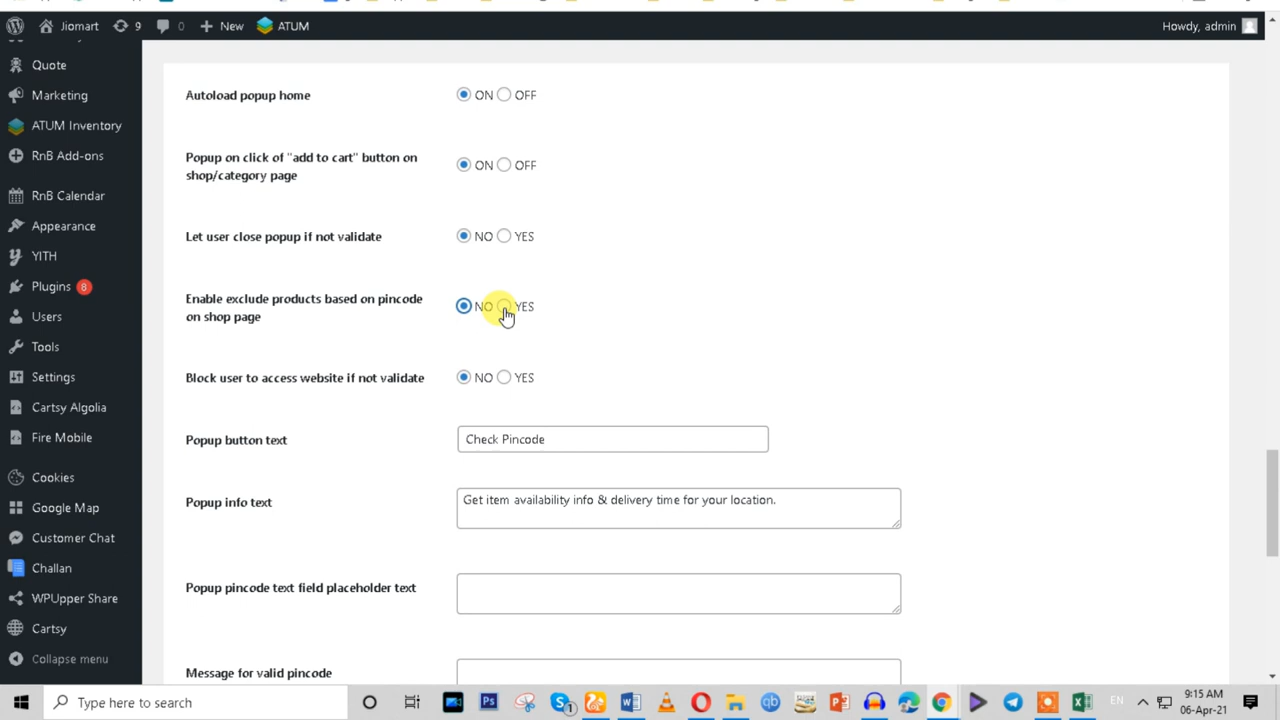 Jiomart 9 0 New ATUM Howdy, admin
Quote
Marketing
ATUM Inventory
RnB Add-ons
RnB Calendar
Appearance
YITH
Plugins 8
Users
Tools
Settings
Cartsy Algolia
Fire Mobile
Cookies
Google Map
Customer Chat
Challan
WPUpper Share
Cartsy
Collapse menu
Autoload popup home ON OFF
Popup on click of "add to cart" button on
shop/category page
ON OFF
Let user close popup if not validate NO YES
Enable exclude products based on pincode
on shop page
NO YES
Block user to access website if not validate NO YES
Popup button text Check Pincode
Popup info text Get item availability info & delivery time for your location.
Popup pincode text field placeholder text
Message for valid pincode
Type here to search
EN
9:15 AM
06-Apr-21